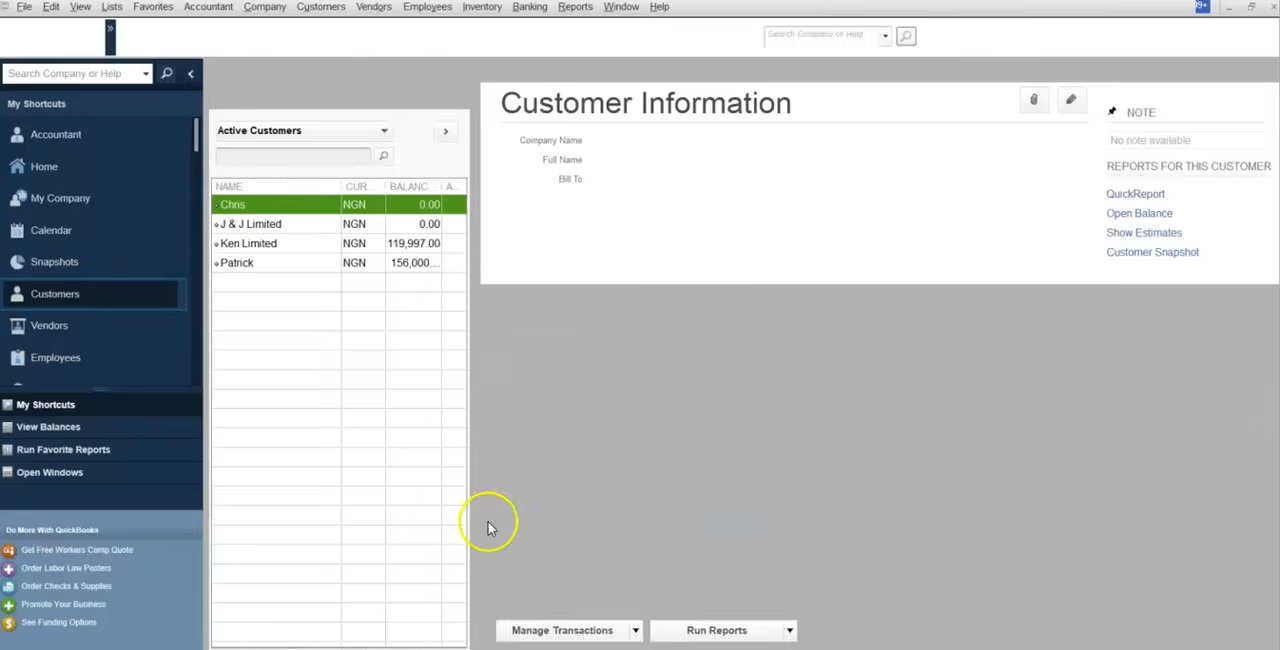 File Edit View Lists Favorites Accountant Company Customers Vendors Employees Inventory Banking Reports Window Help
Search Company or Help
Search Company or Help
My Shortcuts
Accountant
Home
My Company
Calendar
Snapshots
Customers
Vendors
Employees
My Shortcuts
View Balances
Run Favorite Reports
Open Windows
Do More With QuickBooks
Get Free Workers Comp Quote
Order Labor Law Posters
Order Checks & Supplies
Promote Your Business
See Funding Options
Active Customers
NAME CUR... BALANC... A...
Chris NGN 0.00
J & J Limited NGN 0.00
Ken Limited NGN 119,997.00
Patrick NGN 156,000....
Customer Information
Company Name
Full Name
Bill To
NOTE
No note available
REPORTS FOR THIS CUSTOMER
QuickReport
Open Balance
Show Estimates
Customer Snapshot
Manage Transactions
Run Reports